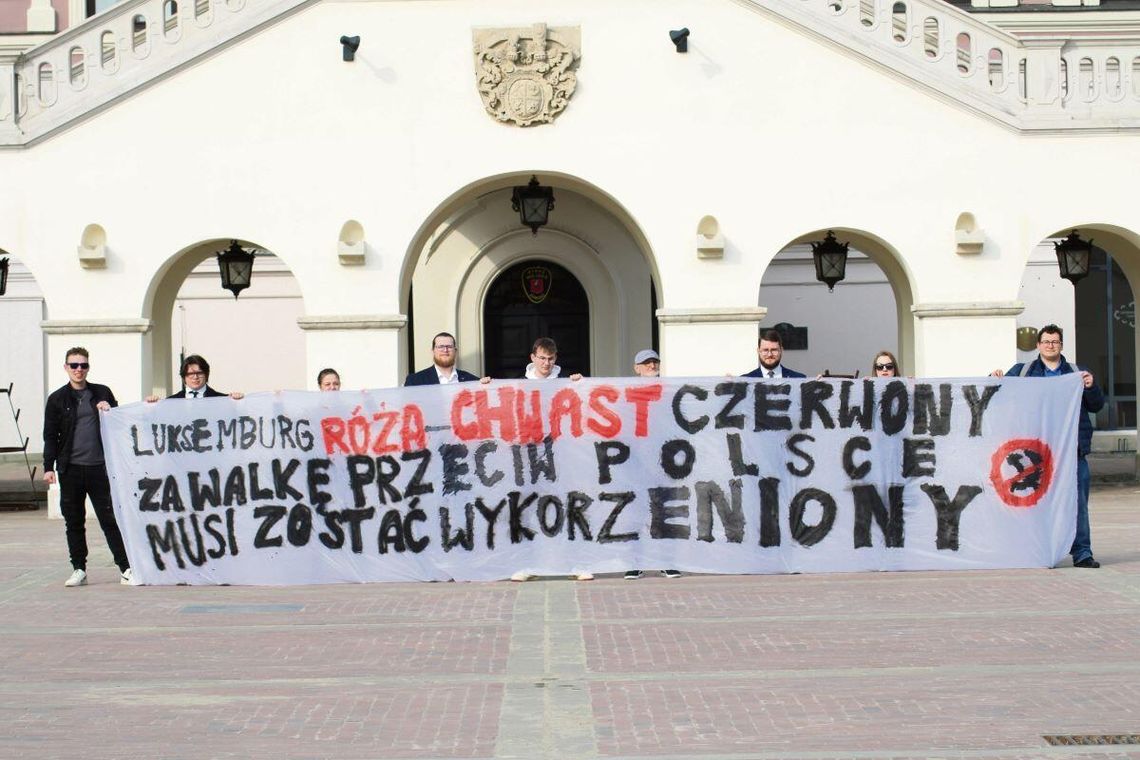 LUKSEMBURG RÓŻA-CHWAST CZERWONY
ZA WALKĘ PRZECIW POLSCE
MUSI ZOSTAĆ WYKORZENIONY